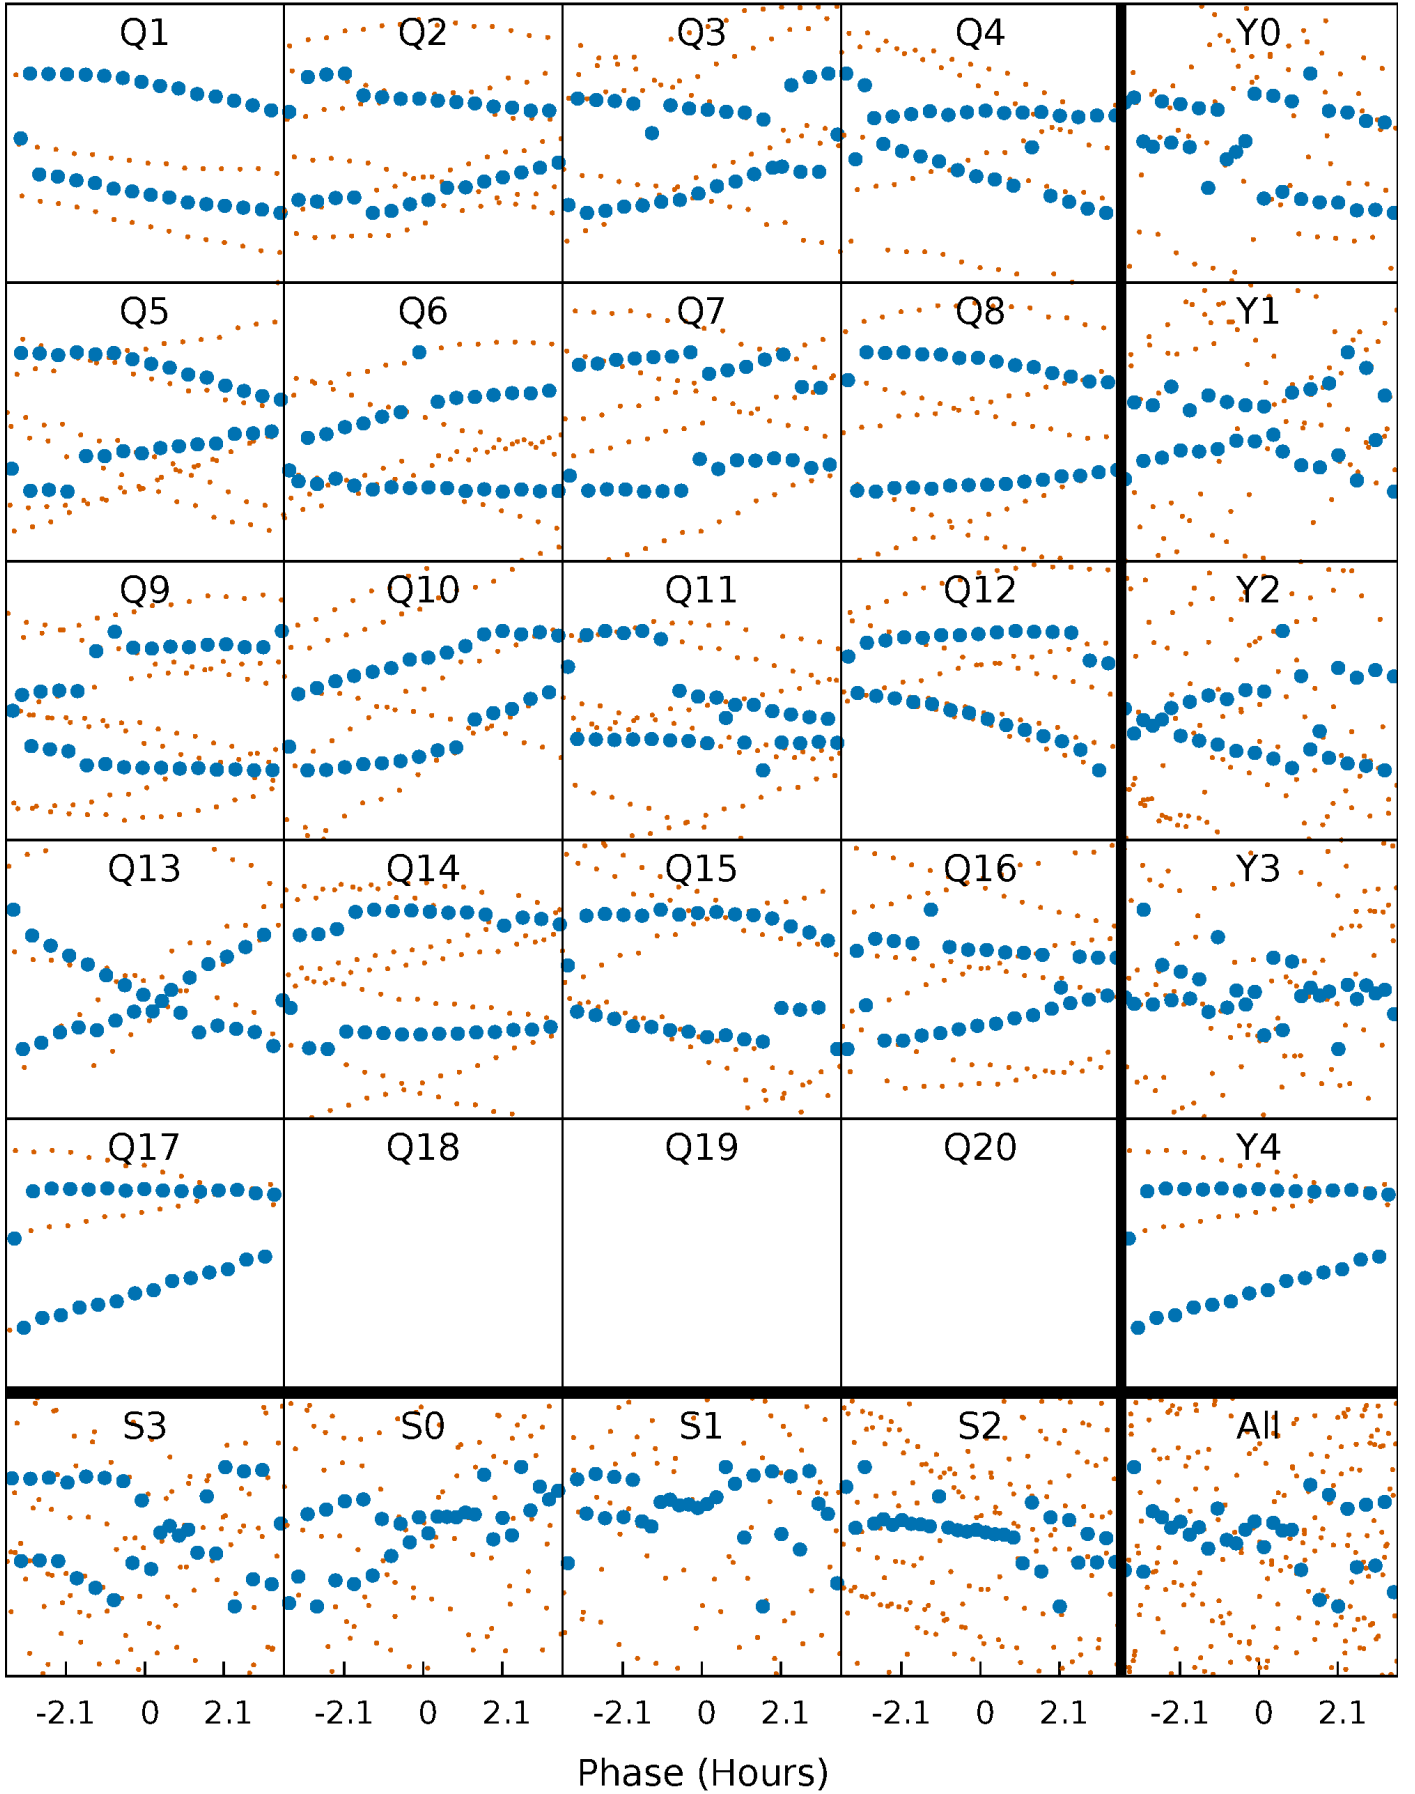 Q1 Q2 Q3 Q4 Y0
Q5 Q6 Q7 Q8 Y1
Q9 Q10 Q11 Q12 Y2
Q13 Q14 Q15 Q16 Y3
Q17 Q18 Q19 Q20 Y4
S3 S0 S1 S2 All
-2.1 0 2.1 -2.1 0 2.1 -2.1 0 2.1 -2.1 0 2.1 -2.1 0 2.1
Phase (Hours)